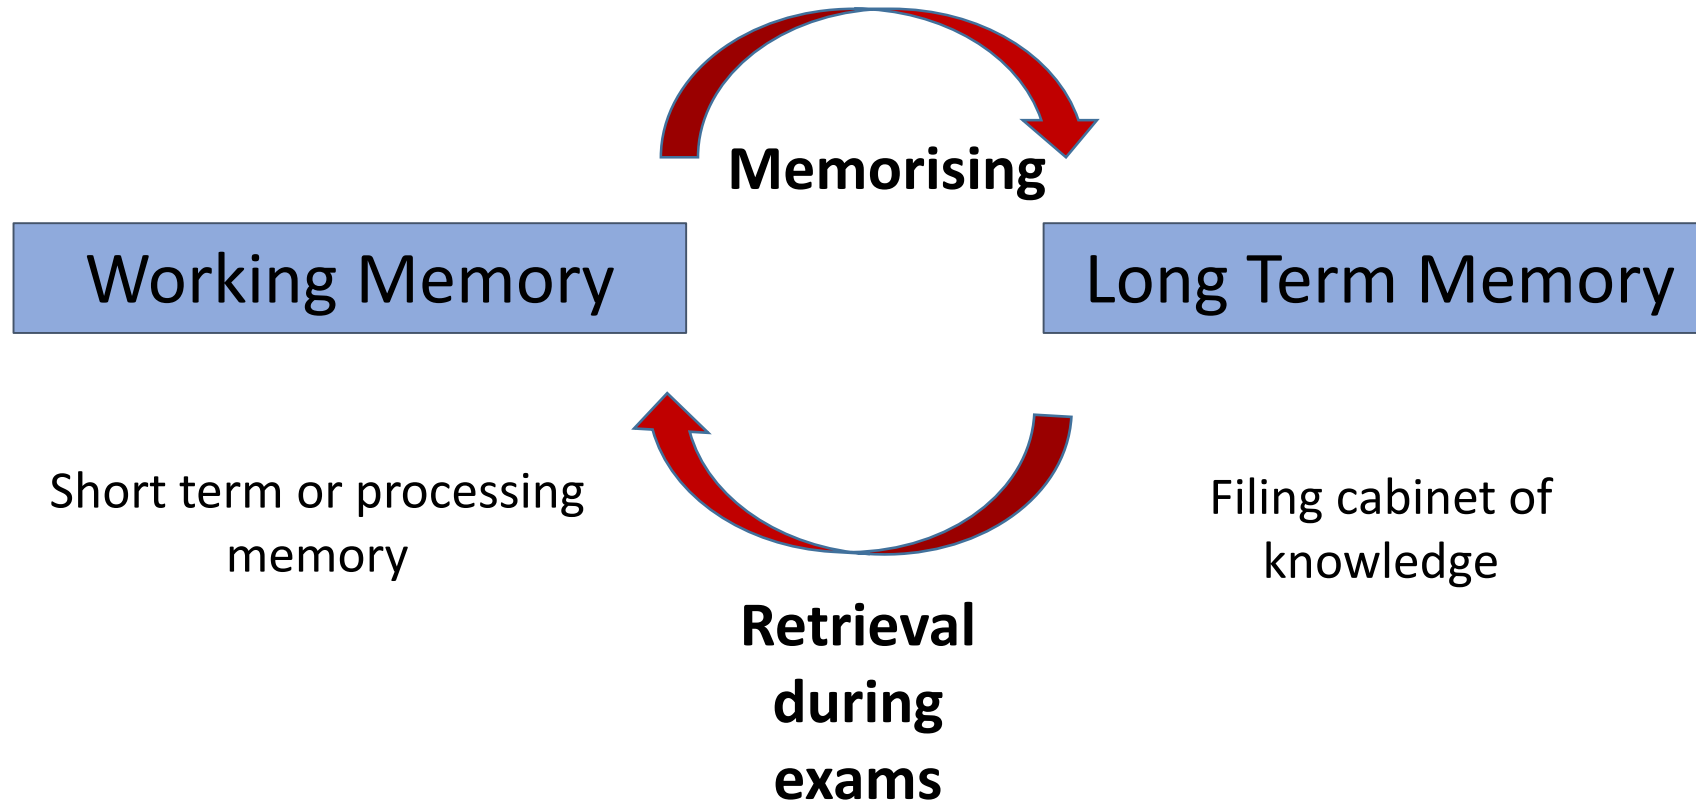 Memorising
Working Memory
Long Term Memory
Short term or processing
memory
Filing cabinet of
knowledge
Retrieval
during
exams